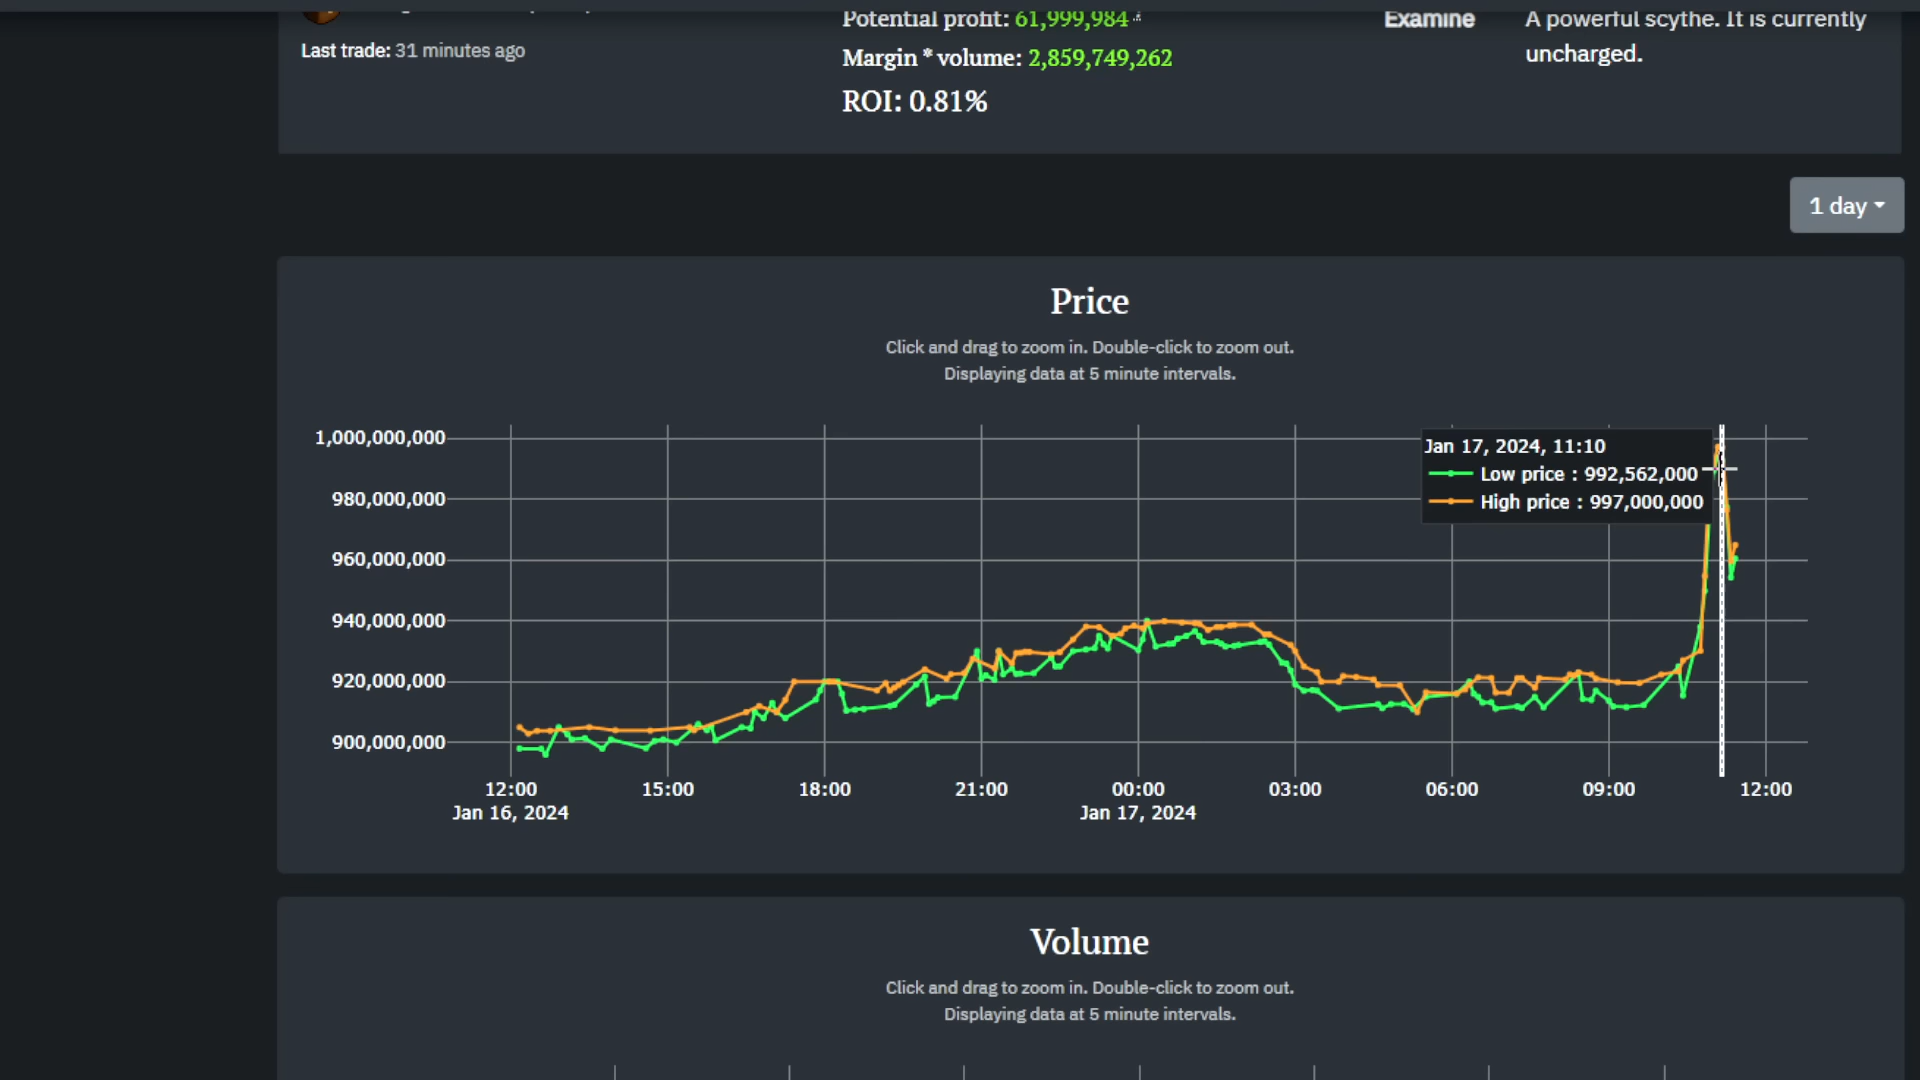 Potential profit: 61,999,984
Margin * volume: 2,859,749,262
ROI: 0.81%
Last trade: 31 minutes ago
Examine
A powerful scythe. It is currently
uncharged.
1 day
Price
Click and drag to zoom in. Double-click to zoom out.
Displaying data at 5 minute intervals.
1,000,000,000
980,000,000
960,000,000
940,000,000
920,000,000
900,000,000
Jan 17, 2024, 11:10
Low price : 992,562,000
High price : 997,000,000
12:00 15:00 18:00 21:00 00:00 03:00 06:00 09:00 12:00
Jan 16, 2024 Jan 17, 2024
Volume
Click and drag to zoom in. Double-click to zoom out.
Displaying data at 5 minute intervals.